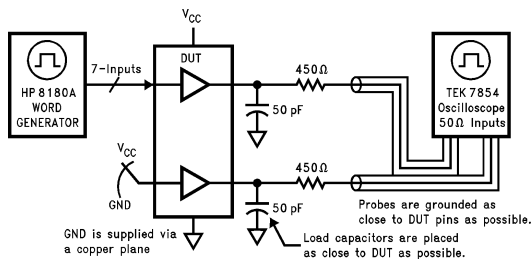 VCC
DUT
7-Inputs
HP 8180A
WORD
GENERATOR
450Ω
50 pF
TEK 7854
Oscilloscope
50Ω Inputs
VCC
GND
450Ω
50 pF
GND is supplied via
a copper plane
Load capacitors are placed
as close to DUT as possible.
Probes are grounded as
close to DUT pins as possible.